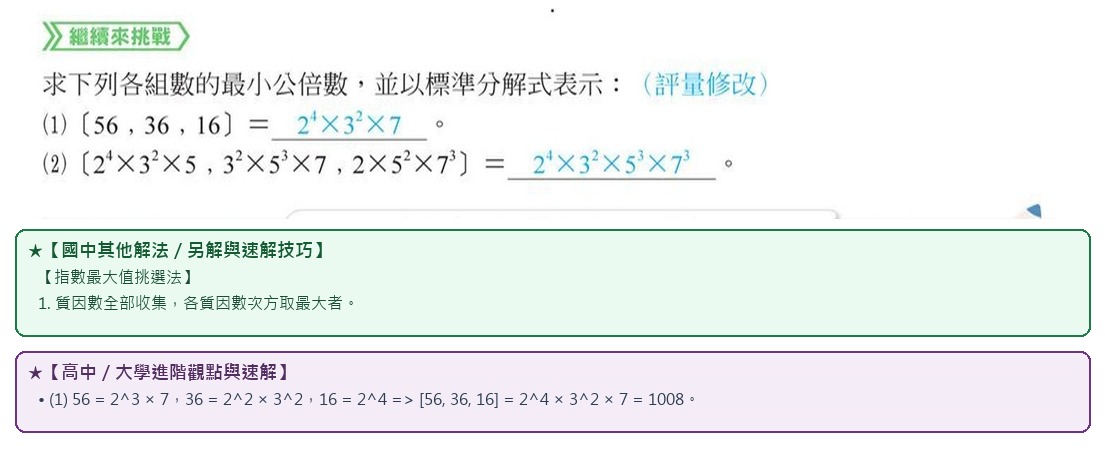 繼續來挑戰
求下列各組數的最小公倍數，並以標準分解式表示：（評量修改）
⑴〔56，36，16〕＝ 2⁴×3²×7 。
⑵〔2⁴×3²×5，3²×5³×7，2×5²×7³〕＝ 2⁴×3²×5³×7³ 。
★【國中其他解法 / 另解與速解技巧】
【指數最大值挑選法】
1. 質因數全部收集，各質因數次方取最大者。
★【高中 / 大學進階觀點與速解】
• (1) 56 = 2^3 × 7，36 = 2^2 × 3^2，16 = 2^4 => [56, 36, 16] = 2^4 × 3^2 × 7 = 1008。